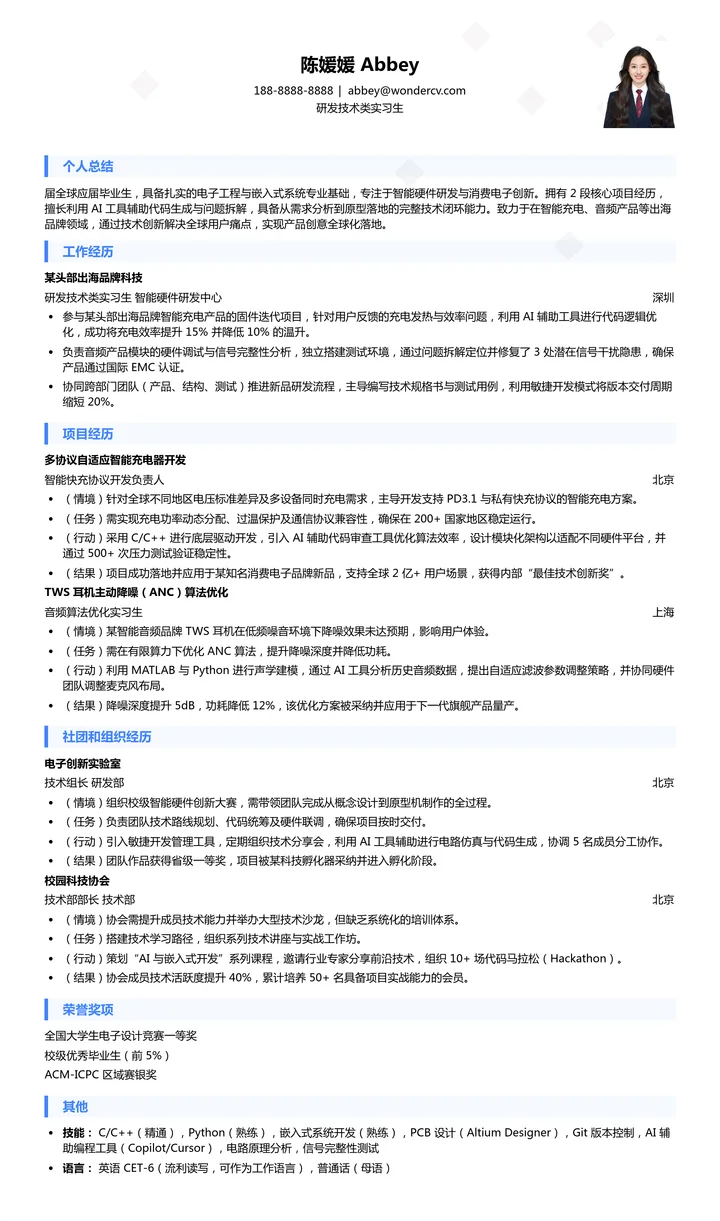 陈媛媛 Abbey
188-8888-8888 | abbey@wondercv.com
研发技术类实习生
个人总结
届全球应届毕业生，具备扎实的电子工程与嵌入式系统专业基础，专注于智能硬件研发与消费电子创新。拥有 2 段核心项目经历，
擅长利用 AI 工具辅助代码生成与问题拆解，具备从需求分析到原型落地的完整技术闭环能力。致力于在智能充电、音频产品等出海
品牌领域，通过技术创新解决全球用户痛点，实现产品创意全球化落地。
工作经历
某头部出海品牌科技
研发技术类实习生 智能硬件研发中心 深圳
• 参与某头部出海品牌智能充电产品的固件迭代项目，针对用户反馈的充电发热与效率问题，利用 AI 辅助工具进行代码逻辑优
化，成功将充电效率提升 15% 并降低 10% 的温升。
• 负责音频产品模块的硬件调试与信号完整性分析，独立搭建测试环境，通过问题拆解定位并修复了 3 处潜在信号干扰隐患，确保
产品通过国际 EMC 认证。
• 协同跨部门团队（产品、结构、测试）推进新品研发流程，主导编写技术规格书与测试用例，利用敏捷开发模式将版本交付周期
缩短 20%。
项目经历
多协议自适应智能充电器开发
智能快充协议开发负责人 北京
• （情境）针对全球不同地区电压标准差异及多设备同时充电需求，主导开发支持 PD3.1 与私有快充协议的智能充电方案。
• （任务）需实现充电功率动态分配、过温保护及通信协议兼容性，确保在 200+ 国家地区稳定运行。
• （行动）采用 C/C++ 进行底层驱动开发，引入 AI 辅助代码审查工具优化算法效率，设计模块化架构以适配不同硬件平台，并
通过 500+ 次压力测试验证稳定性。
• （结果）项目成功落地并应用于某知名消费电子品牌新品，支持全球 2 亿+ 用户场景，获得内部“最佳技术创新奖”。
TWS 耳机主动降噪（ANC）算法优化
音频算法优化实习生 上海
• （情境）某智能音频品牌 TWS 耳机在低频噪音环境下降噪效果未达预期，影响用户体验。
• （任务）需在有限算力下优化 ANC 算法，提升降噪深度并降低功耗。
• （行动）利用 MATLAB 与 Python 进行声学建模，通过 AI 工具分析历史音频数据，提出自适应滤波参数调整策略，并协同硬件
团队调整麦克风布局。
• （结果）降噪深度提升 5dB，功耗降低 12%，该优化方案被采纳并应用于下一代旗舰产品量产。
社团和组织经历
电子创新实验室
技术组长 研发部 北京
• （情境）组织校级智能硬件创新大赛，需带领团队完成从概念设计到原型机制作的全过程。
• （任务）负责团队技术路线规划、代码统筹及硬件联调，确保项目按时交付。
• （行动）引入敏捷开发管理工具，定期组织技术分享会，利用 AI 工具辅助进行电路仿真与代码生成，协调 5 名成员分工协作。
• （结果）团队作品获得省级一等奖，项目被某科技孵化器采纳并进入孵化阶段。
校园科技协会
技术部部长 技术部 北京
• （情境）协会需提升成员技术能力并举办大型技术沙龙，但缺乏系统化的培训体系。
• （任务）搭建技术学习路径，组织系列技术讲座与实战工作坊。
• （行动）策划“AI 与嵌入式开发”系列课程，邀请行业专家分享前沿技术，组织 10+ 场代码马拉松（Hackathon）。
• （结果）协会成员技术活跃度提升 40%，累计培养 50+ 名具备项目实战能力的会员。
荣誉奖项
全国大学生电子设计竞赛一等奖
校级优秀毕业生（前 5%）
ACM-ICPC 区域赛银奖
其他
• 技能： C/C++（精通），Python（熟练），嵌入式系统开发（熟练），PCB 设计（Altium Designer），Git 版本控制，AI 辅
助编程工具（Copilot/Cursor），电路原理分析，信号完整性测试
• 语言： 英语 CET-6（流利读写，可作为工作语言），普通话（母语）